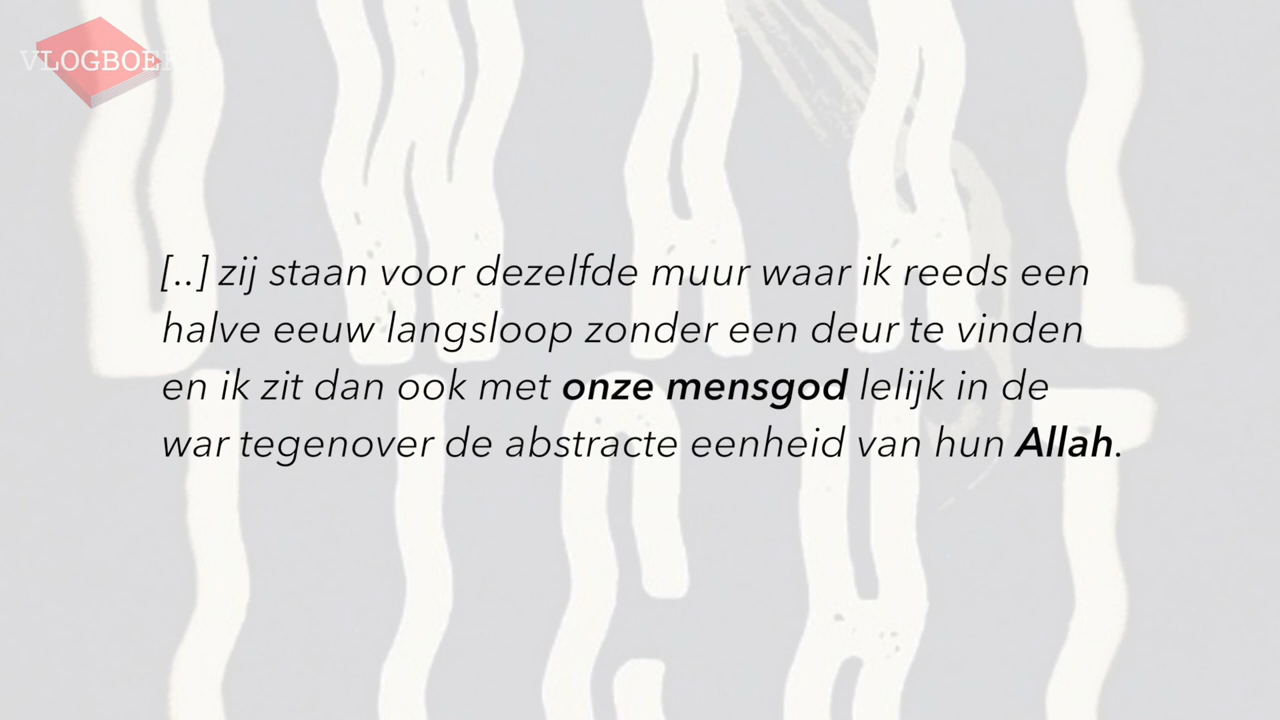 VLOGBOEK
[..] zij staan voor dezelfde muur waar ik reeds een
halve eeuw langsloop zonder een deur te vinden
en ik zit dan ook met onze mensgod lelijk in de
war tegenover de abstracte eenheid van hun Allah.